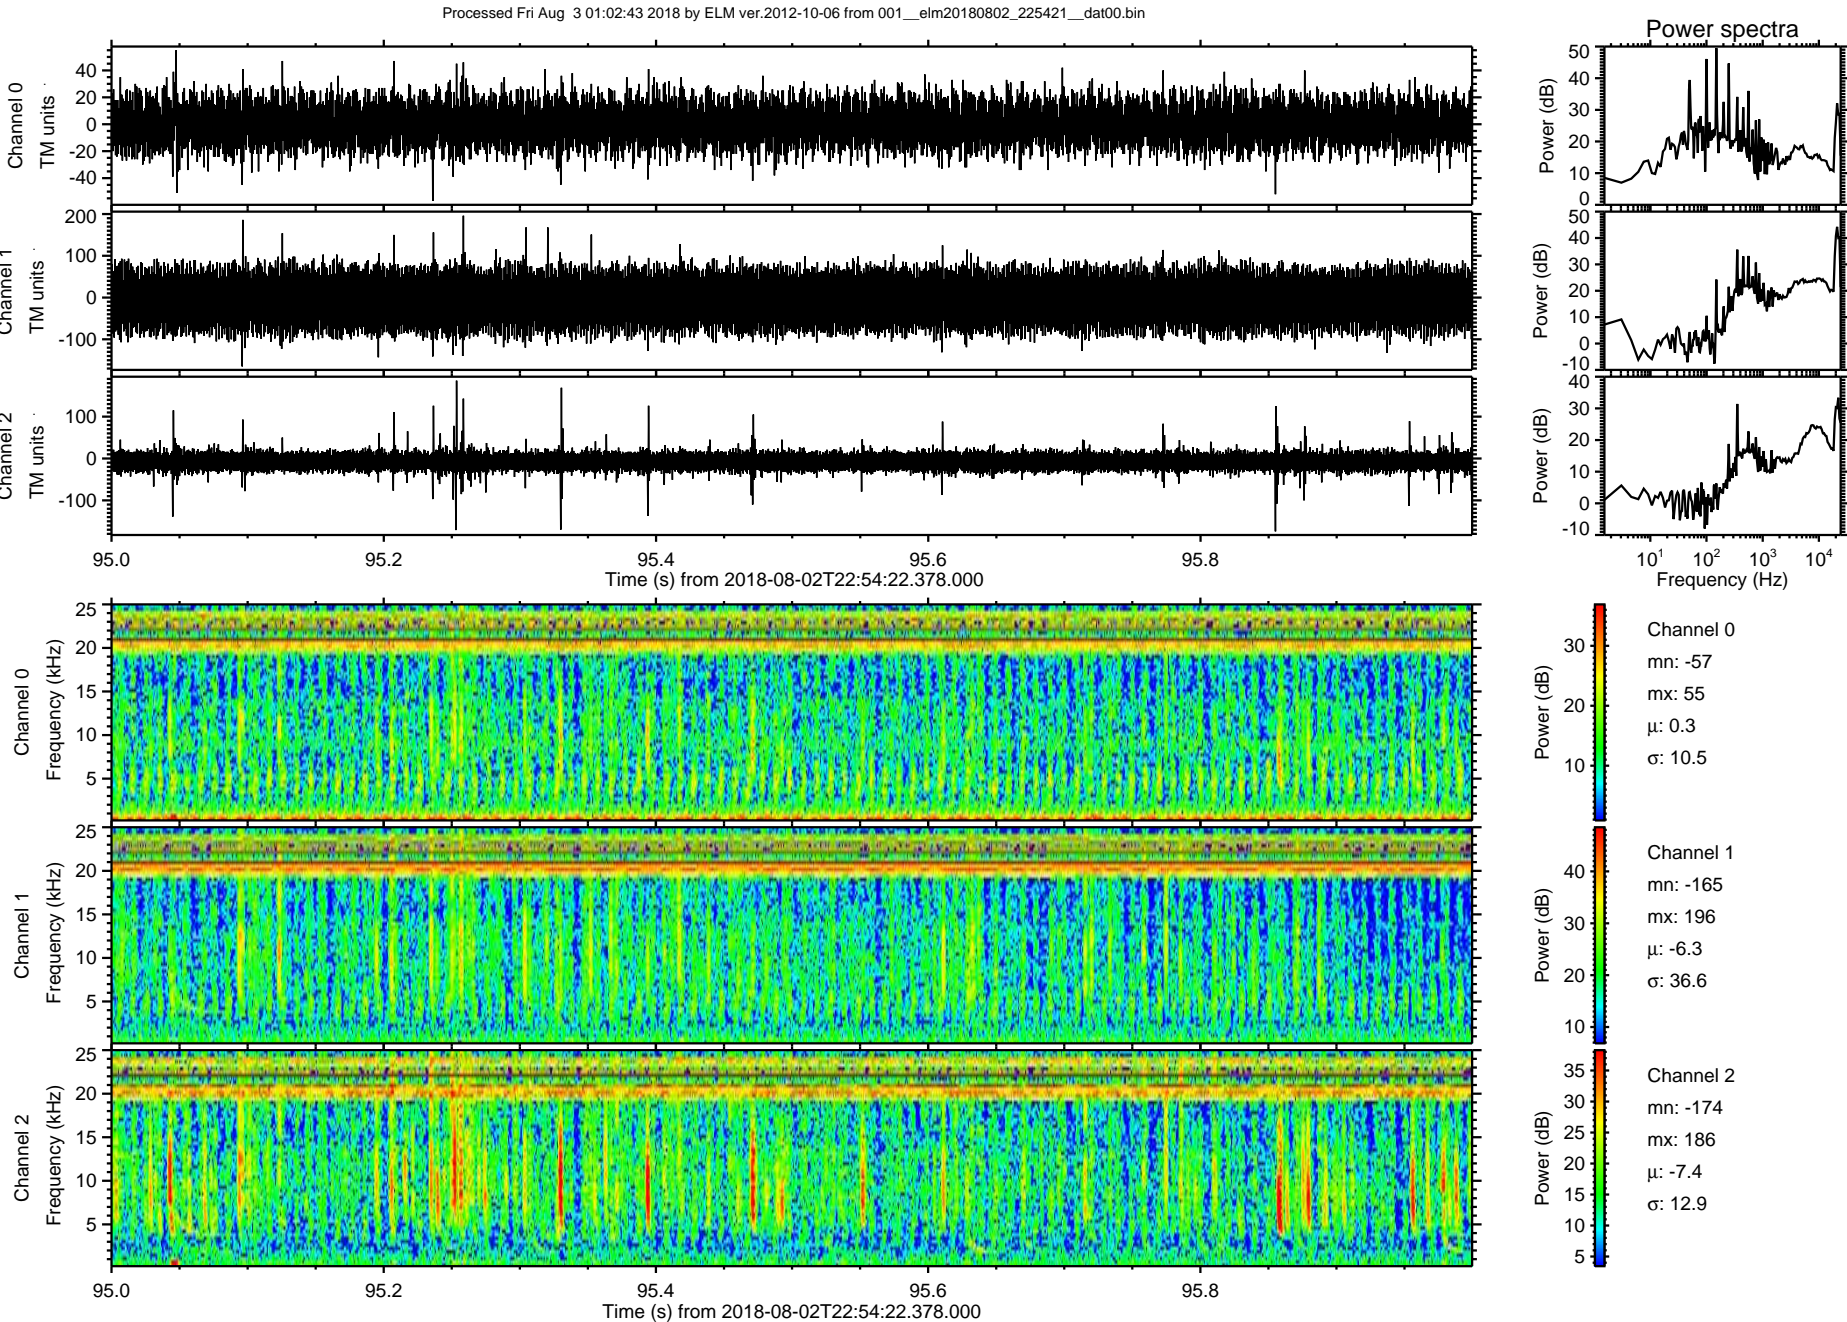 Processed Fri Aug  3 01:02:43 2018 by ELM ver.2012-10-06 from 001__elm20180802_225421__dat00.bin
Power spectra
Channel 0
TM units
40
20
0
-20
-40
Power (dB)
50
40
30
20
10
0
Channel 1
TM units
200
100
0
-100
Power (dB)
50
40
30
20
10
0
-10
Channel 2
TM units
100
0
-100
Power (dB)
40
30
20
10
0
-10
95.0 95.2 95.4 95.6 95.8
Time (s) from 2018-08-02T22:54:22.378.000
10^1 10^2 10^3 10^4
Frequency (Hz)
Channel 0
Frequency (kHz)
25
20
15
10
5
Power (dB)
30
20
10
Channel 0
mn: -57
mx: 55
μ: 0.3
σ: 10.5
Channel 1
Frequency (kHz)
25
20
15
10
5
Power (dB)
40
30
20
10
Channel 1
mn: -165
mx: 196
μ: -6.3
σ: 36.6
Channel 2
Frequency (kHz)
25
20
15
10
5
Power (dB)
35
30
25
20
15
10
5
Channel 2
mn: -174
mx: 186
μ: -7.4
σ: 12.9
95.0 95.2 95.4 95.6 95.8
Time (s) from 2018-08-02T22:54:22.378.000